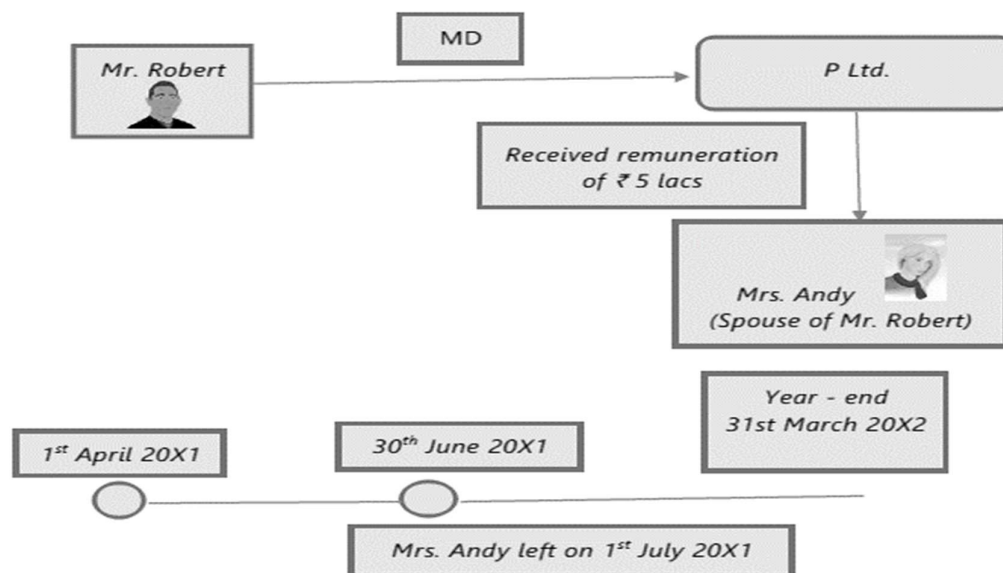 MD
Mr. Robert
P Ltd.
Received remuneration
of ₹ 5 lacs
Mrs. Andy
(Spouse of Mr. Robert)
Year - end
31st March 20X2
1st April 20X1
30th June 20X1
Mrs. Andy left on 1st July 20X1